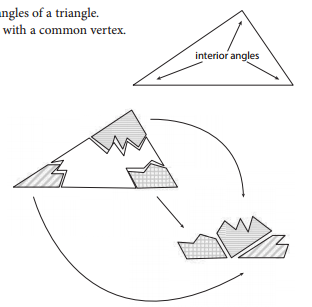 angles of a triangle.
with a common vertex.
interior angles